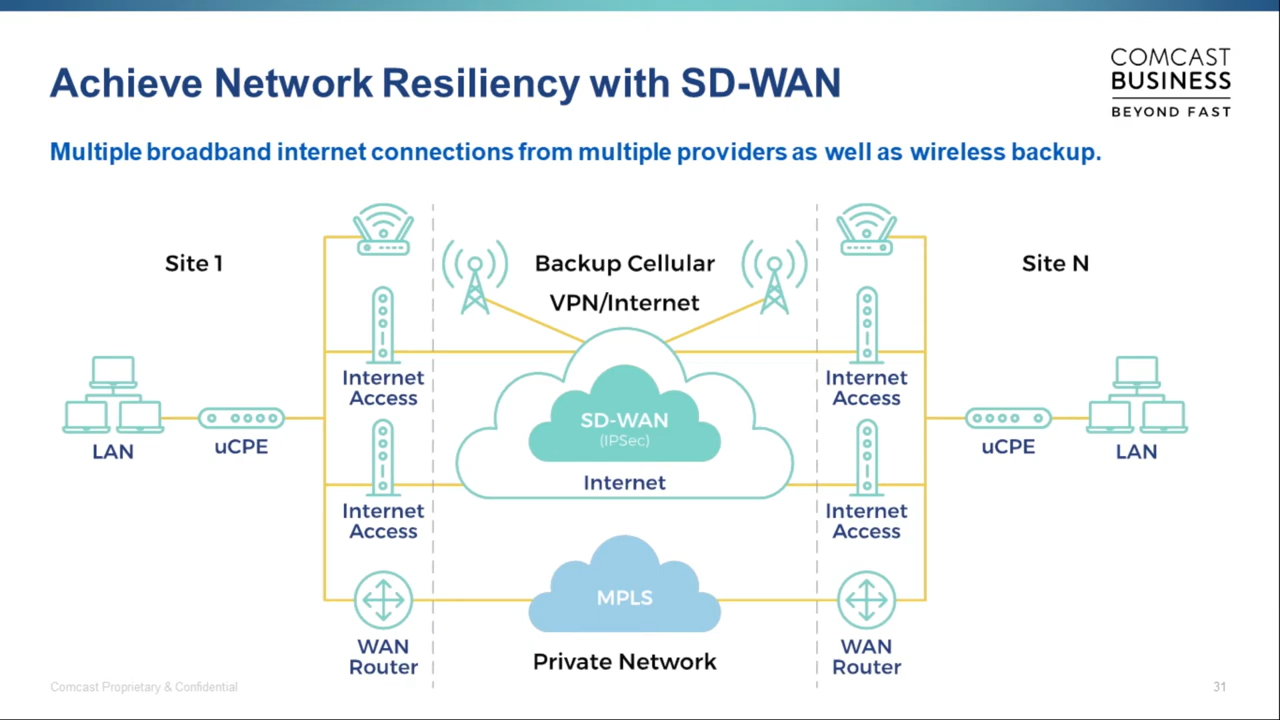 Achieve Network Resiliency with SD-WAN
COMCAST
BUSINESS
BEYOND FAST
Multiple broadband internet connections from multiple providers as well as wireless backup.
Site 1
Backup Cellular
VPN/Internet
Site N
Internet
Access
Internet
Access
LAN
uCPE
SD-WAN
(IPSec)
Internet
uCPE
LAN
Internet
Access
Internet
Access
MPLS
WAN
Router
Private Network
WAN
Router
Comcast Proprietary & Confidential
31